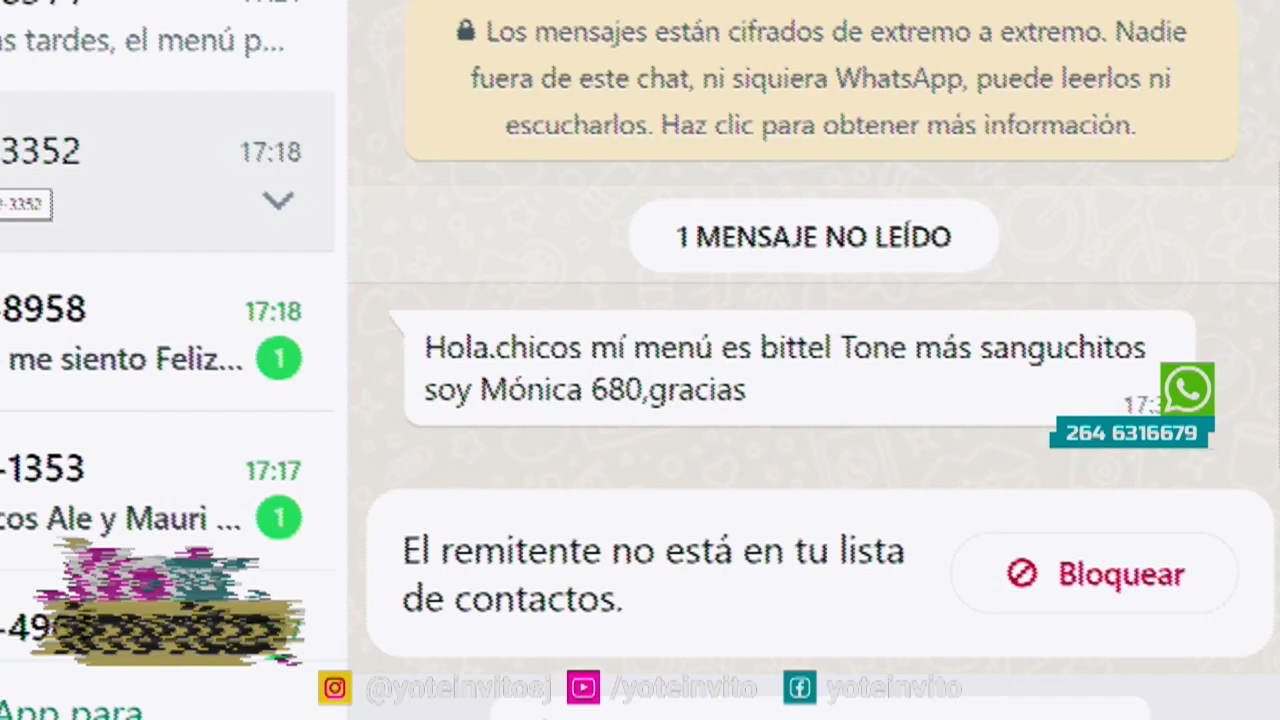 s tardes, el menú p...
3352
17:18
-3352
-8958
17:18
me siento Feliz...
1
-1353
17:17
cos Ale y Mauri ...
1
-49
App para
Los mensajes están cifrados de extremo a extremo. Nadie
fuera de este chat, ni siquiera WhatsApp, puede leerlos ni
escucharlos. Haz clic para obtener más información.
1 MENSAJE NO LEÍDO
Hola.chicos mí menú es bittel Tone más sanguchitos
soy Mónica 680,gracias
264 6316679
El remitente no está en tu lista
de contactos.
Bloquear
@yoteinvitosj
/yoteinvito
yoteinvito